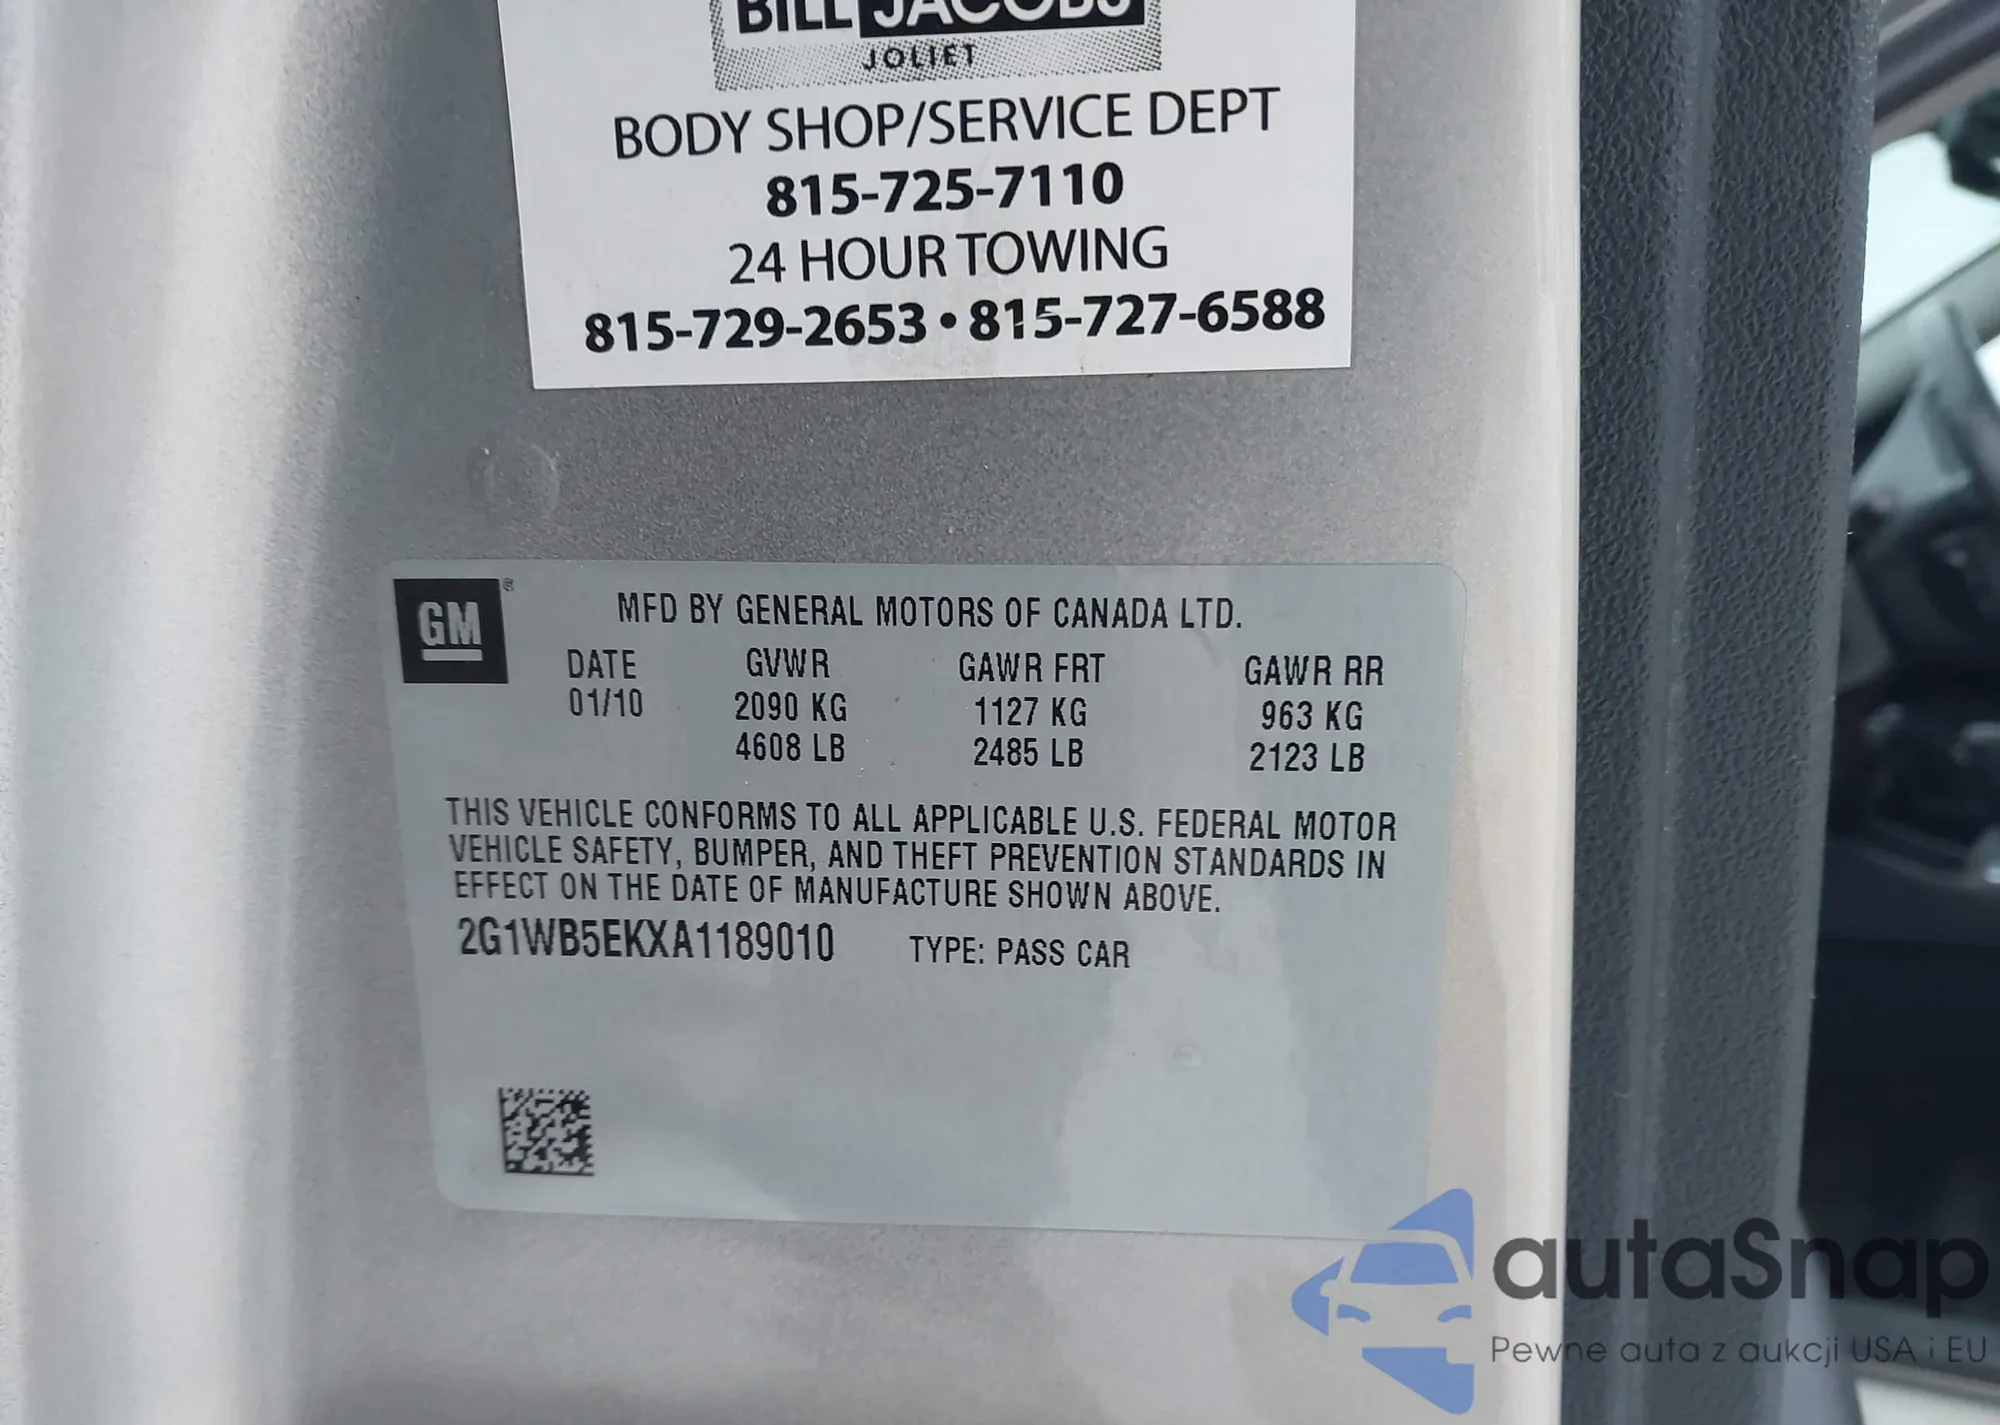 BILL JACOBS
JOLIET
BODY SHOP/SERVICE DEPT
815-725-7110
24 HOUR TOWING
815-729-2653 • 815-727-6588
GM®
MFD BY GENERAL MOTORS OF CANADA LTD.
DATE GVWR GAWR FRT GAWR RR
01/10 2090 KG 1127 KG 963 KG
4608 LB 2485 LB 2123 LB
THIS VEHICLE CONFORMS TO ALL APPLICABLE U.S. FEDERAL MOTOR
VEHICLE SAFETY, BUMPER, AND THEFT PREVENTION STANDARDS IN
EFFECT ON THE DATE OF MANUFACTURE SHOWN ABOVE.
2G1WB5EKXA1189010 TYPE: PASS CAR
autaSnap
Pewne auta z aukcji USA i EU